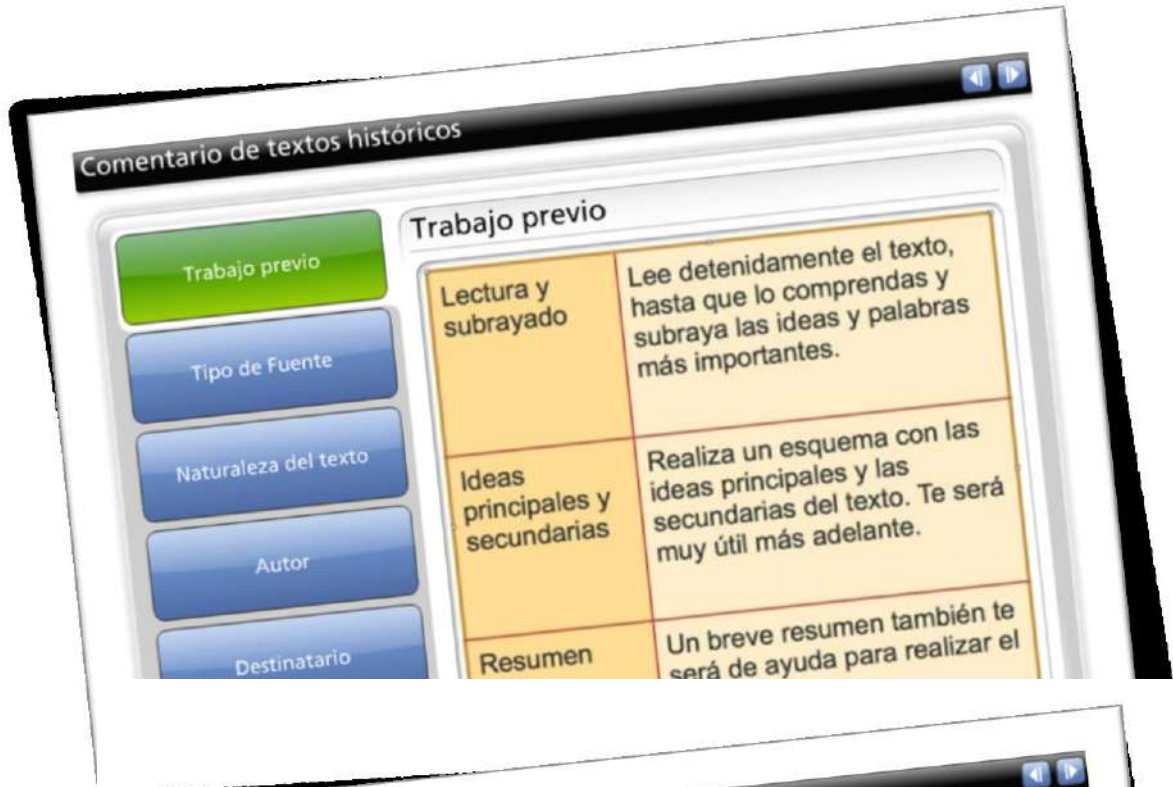 Comentario de textos históricos
Trabajo previo
Tipo de Fuente
Naturaleza del texto
Autor
Destinatario
Trabajo previo
Lectura y
subrayado
Lee detenidamente el texto,
hasta que lo comprendas y
subraya las ideas y palabras
más importantes.
Ideas
principales y
secundarias
Realiza un esquema con las
ideas principales y las
secundarias del texto. Te será
muy útil más adelante.
Resumen
Un breve resumen también te
será de ayuda para realizar el